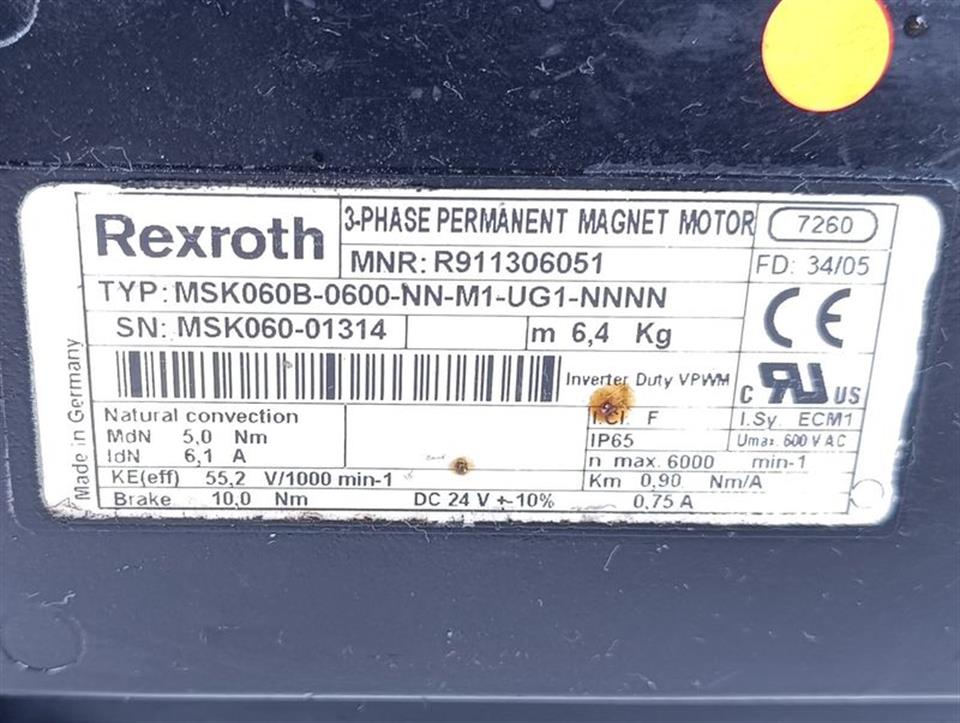 Rexroth
3-PHASE PERMANENT MAGNET MOTOR
7260
MNR: R911306051
FD: 34/05
TYP: MSK060B-0600-NN-M1-UG1-NNNN
SN: MSK060-01314
m 6,4 Kg
CE
Made in Germany
Inverter Duty VPWM
C RU US
Natural convection
I.Cl. F
I.Sy. ECM1
MdN 5,0 Nm
IP65
Umax. 600 V AC
IdN 6,1 A
n max. 6000 min-1
KE(eff) 55,2 V/1000 min-1
Km 0,90 Nm/A
Brake 10,0 Nm DC 24 V +-10% 0,75 A